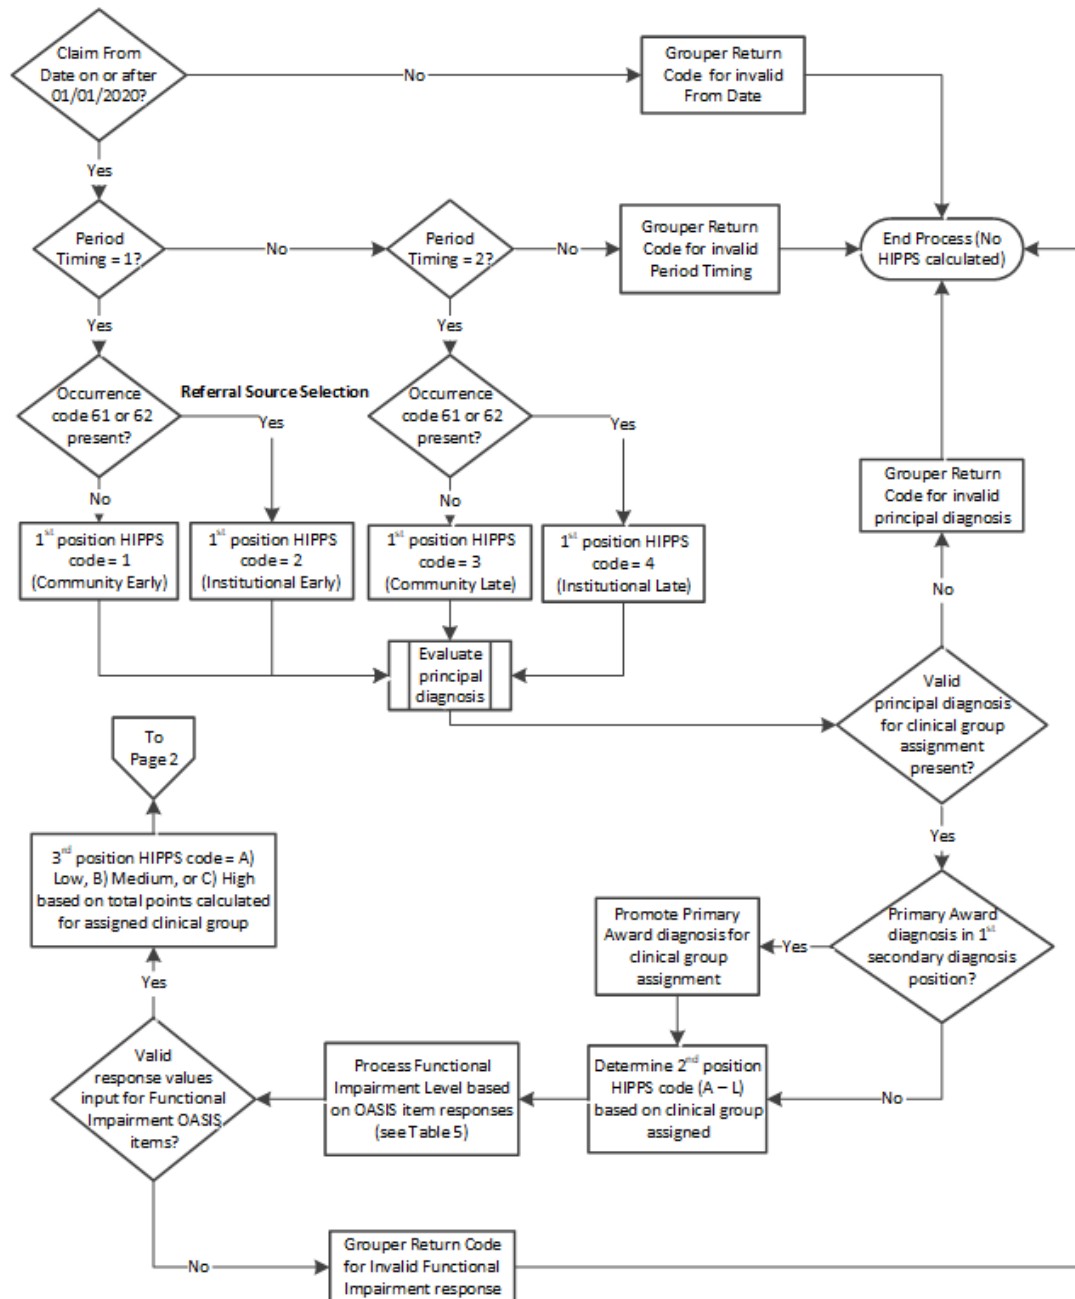 Claim From
Date on or after
01/01/2020?
No
Grouper Return
Code for invalid
From Date
Yes
Period
Timing = 1?
No
Period
Timing = 2?
No
Grouper Return
Code for invalid
Period Timing
End Process (No
HIPPS calculated)
Yes
Yes
Occurrence
code 61 or 62
present?
Referral Source Selection
Yes
Occurrence
code 61 or 62
present?
Yes
No
No
Grouper Return
Code for invalid
principal diagnosis
1st position HIPPS
code = 1
(Community Early)
1st position HIPPS
code = 2
(Institutional Early)
1st position HIPPS
code = 3
(Community Late)
1st position HIPPS
code = 4
(Institutional Late)
No
Evaluate
principal
diagnosis
Valid
principal diagnosis
for clinical group
assignment
present?
To
Page 2
Yes
3rd position HIPPS code = A)
Low, B) Medium, or C) High
based on total points calculated
for assigned clinical group
Promote Primary
Award diagnosis for
clinical group
assignment
Yes
Primary Award
diagnosis in 1st
secondary diagnosis
position?
Yes
Valid
response values
input for Functional
Impairment OASIS
items?
Process Functional
Impairment Level based
on OASIS item responses
(see Table 5)
Determine 2nd position
HIPPS code (A – L)
based on clinical group
assigned
No
No
Grouper Return Code
for Invalid Functional
Impairment response